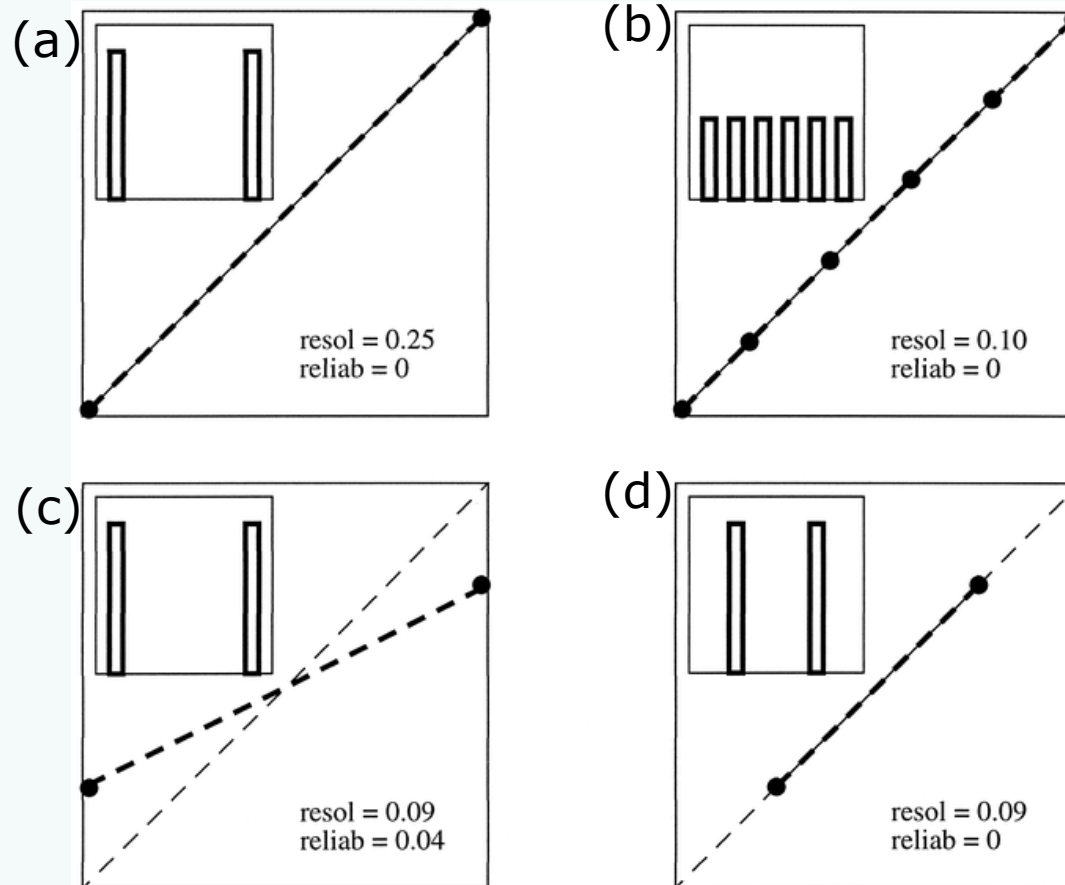 (a)
resol = 0.25
reliab = 0
(b)
resol = 0.10
reliab = 0
(c)
resol = 0.09
reliab = 0.04
(d)
resol = 0.09
reliab = 0